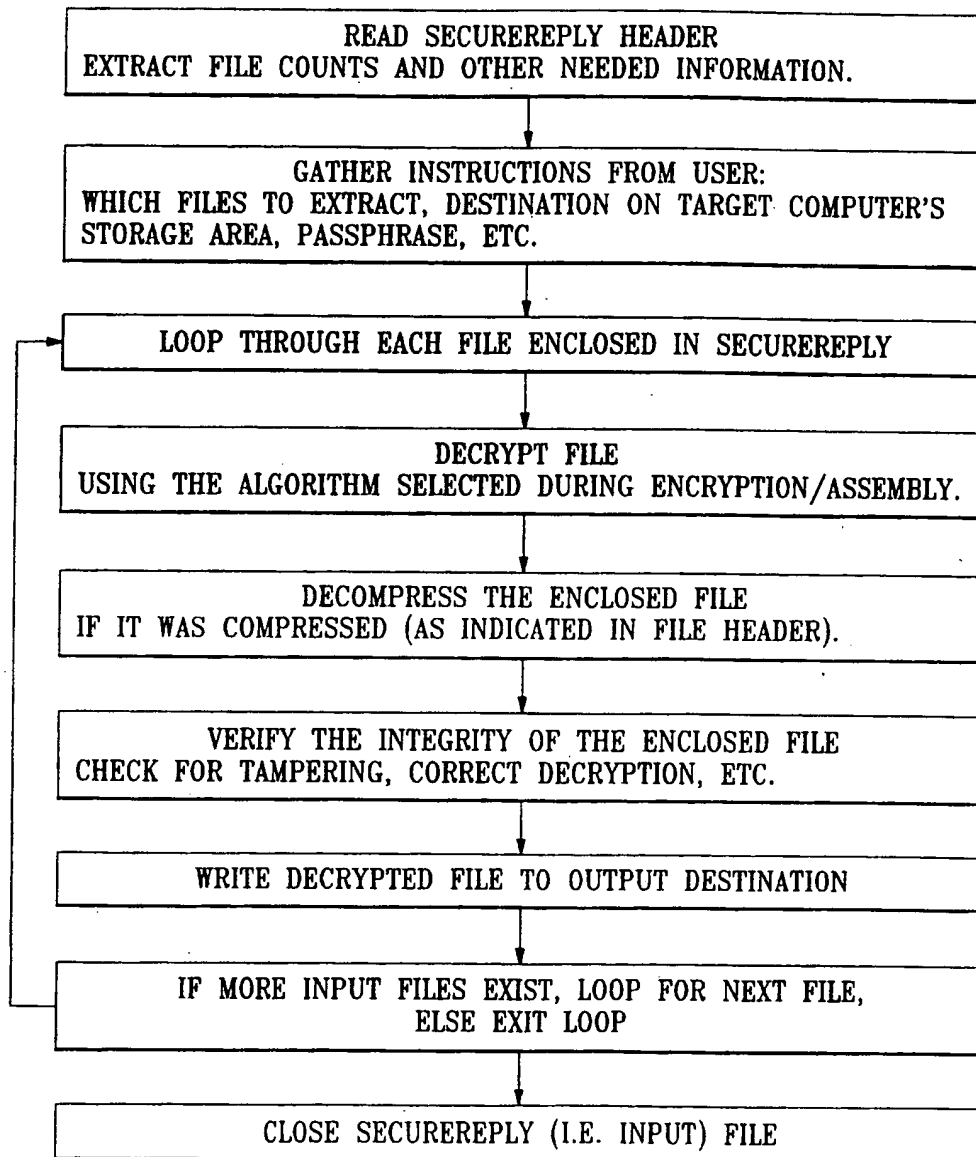 READ SECUREREPLY HEADER
EXTRACT FILE COUNTS AND OTHER NEEDED INFORMATION.
GATHER INSTRUCTIONS FROM USER:
WHICH FILES TO EXTRACT, DESTINATION ON TARGET COMPUTER'S
STORAGE AREA, PASSPHRASE, ETC.
LOOP THROUGH EACH FILE ENCLOSED IN SECUREREPLY
DECRYPT FILE
USING THE ALGORITHM SELECTED DURING ENCRYPTION/ASSEMBLY.
DECOMPRESS THE ENCLOSED FILE
IF IT WAS COMPRESSED (AS INDICATED IN FILE HEADER).
VERIFY THE INTEGRITY OF THE ENCLOSED FILE
CHECK FOR TAMPERING, CORRECT DECRYPTION, ETC.
WRITE DECRYPTED FILE TO OUTPUT DESTINATION
IF MORE INPUT FILES EXIST, LOOP FOR NEXT FILE,
ELSE EXIT LOOP
CLOSE SECUREREPLY (I.E. INPUT) FILE